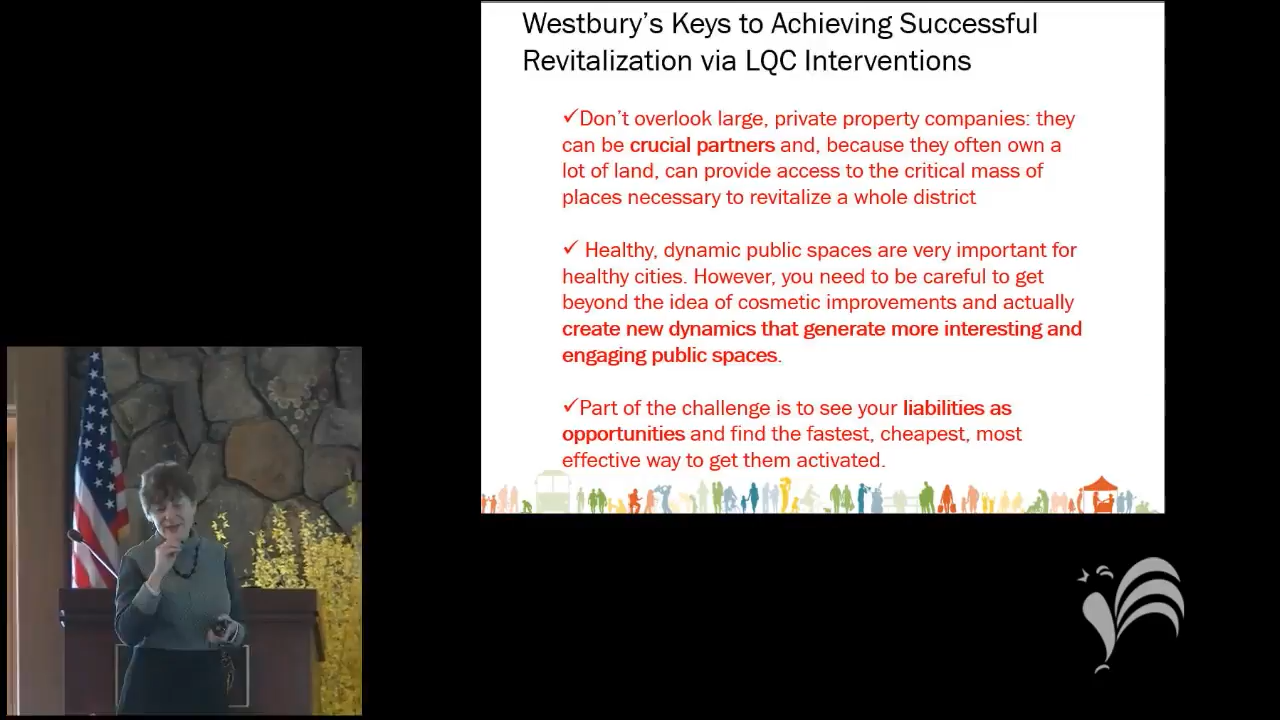 Westbury’s Keys to Achieving Successful
Revitalization via LQC Interventions
✓Don’t overlook large, private property companies: they
can be crucial partners and, because they often own a
lot of land, can provide access to the critical mass of
places necessary to revitalize a whole district
✓ Healthy, dynamic public spaces are very important for
healthy cities. However, you need to be careful to get
beyond the idea of cosmetic improvements and actually
create new dynamics that generate more interesting and
engaging public spaces.
✓Part of the challenge is to see your liabilities as
opportunities and find the fastest, cheapest, most
effective way to get them activated.